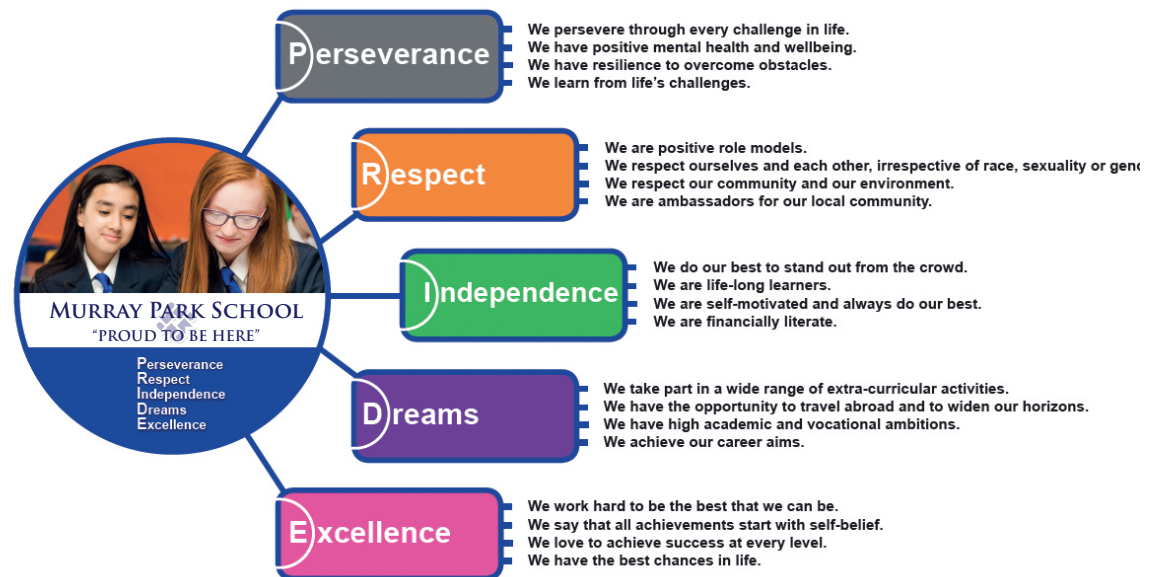 Perseverance
We persevere through every challenge in life.
We have positive mental health and wellbeing.
We have resilience to overcome obstacles.
We learn from life’s challenges.
Respect
We are positive role models.
We respect ourselves and each other, irrespective of race, sexuality or
We respect our community and our environment.
We are ambassadors for our local community.
Independence
We do our best to stand out from the crowd.
We are life-long learners.
We are self-motivated and always do our best.
We are financially literate.
Dreams
We take part in a wide range of extra-curricular activities.
We have the opportunity to travel abroad and to widen our horizons.
We have high academic and vocational ambitions.
We achieve our career aims.
Excellence
We work hard to be the best that we can be.
We say that all achievements start with self-belief.
We love to achieve success at every level.
We have the best chances in life.
MURRAY PARK SCHOOL
“PROUD TO BE HERE”
Perseverance
Respect
Independence
Dreams
Excellence